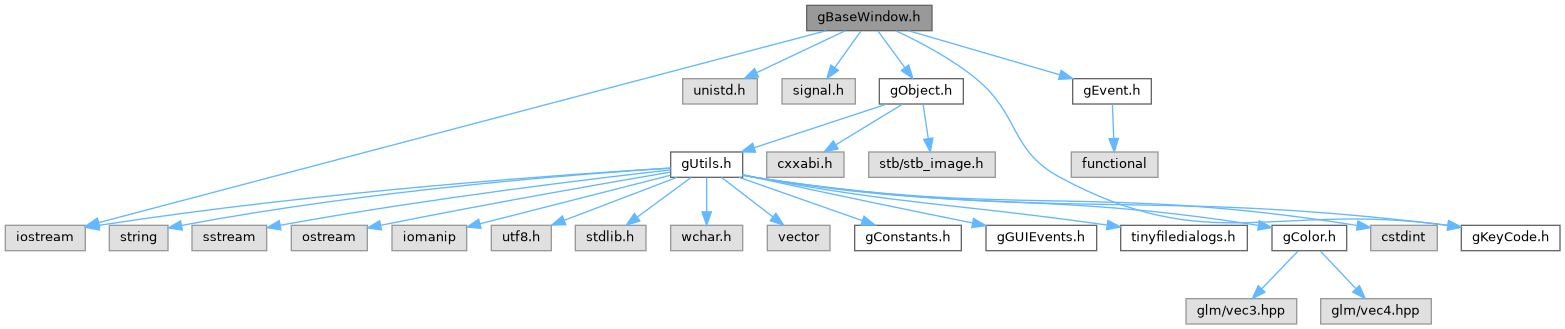 gBaseWindow.h
unistd.h
signal.h
gObject.h
gEvent.h
gUtils.h
cxxabi.h
stb/stb_image.h
functional
iostream
string
sstream
ostream
iomanip
utf8.h
stdlib.h
wchar.h
vector
gConstants.h
gGUIEvents.h
tinyfiledialogs.h
gColor.h
cstdint
gKeyCode.h
glm/vec3.hpp
glm/vec4.hpp